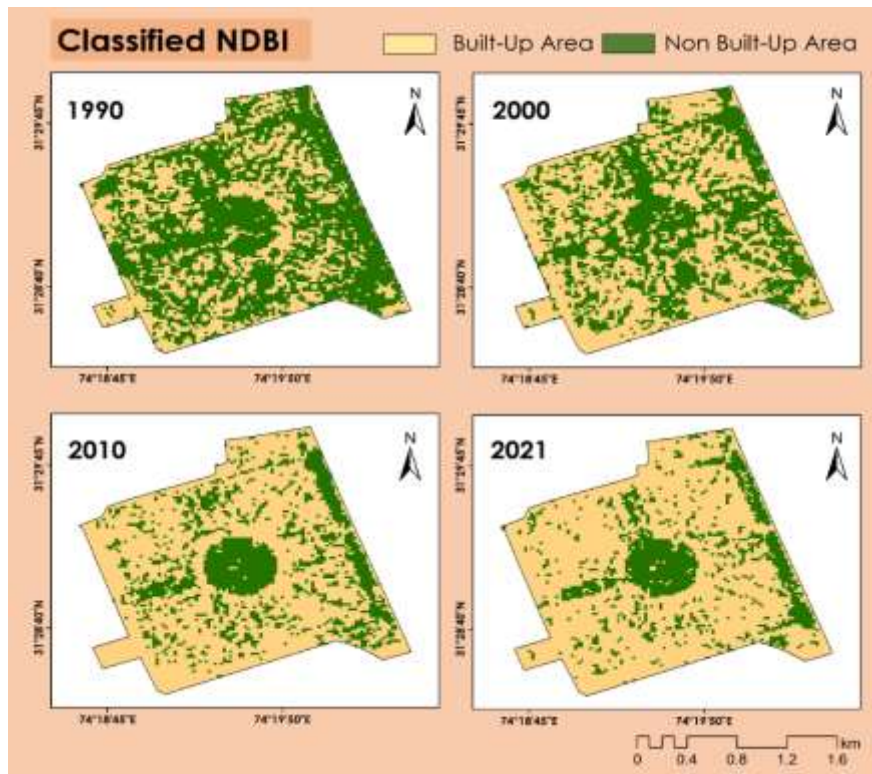 Classified NDBI
Built-Up Area
Non Built-Up Area
1990
N
2000
N
74°18'45"E
74°19'50"E
74°18'45"E
74°19'50"E
2010
N
2021
N
74°18'45"E
74°19'50"E
74°18'45"E
74°19'50"E
km
0 0.4 0.8 1.2 1.6